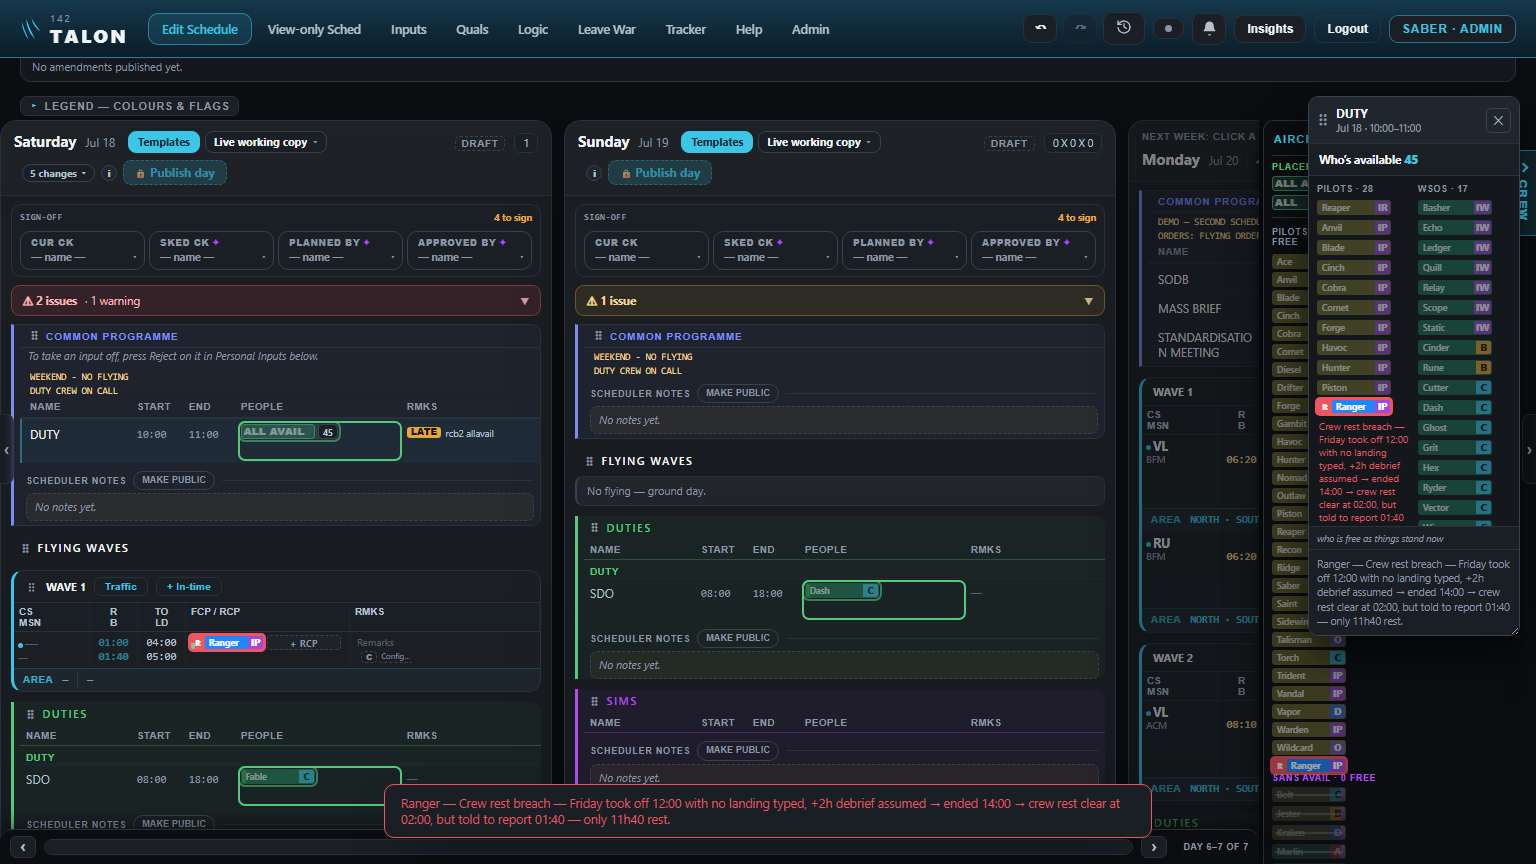 142
TALON
Edit Schedule
View-only Sched
Inputs
Quals
Logic
Leave War
Tracker
Help
Admin
Insights
Logout
SABER · ADMIN
No amendments published yet.
LEGEND — COLOURS & FLAGS
Saturday Jul 18
Templates
Live working copy
DRAFT
1
5 changes
i
Publish day
SIGN-OFF
4 to sign
CUR CK
— name —
SKED CK ✦
— name —
PLANNED BY ✦
— name —
APPROVED BY ✦
— name —
2 issues · 1 warning
COMMON PROGRAMME
To take an input off, press Reject on it in Personal Inputs below.
WEEKEND - NO FLYING
DUTY CREW ON CALL
NAME START END PEOPLE RMKS
DUTY 10:00 11:00 ALL AVAIL 45 LATE rcb2 allavail
SCHEDULER NOTES MAKE PUBLIC
No notes yet.
FLYING WAVES
WAVE 1 Traffic + In-time
CS R TO FCP / RCP RMKS
MSN B LD
— 01:00 04:00 R Ranger IP + RCP Remarks
— 01:40 05:00 C Config...
AREA — | —
DUTIES
NAME START END PEOPLE RMKS
DUTY
SDO 08:00 18:00 Fable C —
SCHEDULER NOTES MAKE PUBLIC
Sunday Jul 19
Templates
Live working copy
DRAFT
0X0X0
i
Publish day
SIGN-OFF
4 to sign
CUR CK
— name —
SKED CK ✦
— name —
PLANNED BY ✦
— name —
APPROVED BY ✦
— name —
1 issue
COMMON PROGRAMME
WEEKEND - NO FLYING
DUTY CREW ON CALL
SCHEDULER NOTES MAKE PUBLIC
No notes yet.
FLYING WAVES
No flying — ground day.
DUTIES
NAME START END PEOPLE RMKS
DUTY
SDO 08:00 18:00 Dash C —
SCHEDULER NOTES MAKE PUBLIC
No notes yet.
SIMS
NAME START END PEOPLE RMKS
SCHEDULER NOTES MAKE PUBLIC
No notes yet.
NEXT WEEK: CLICK A
Monday Jul 20
COMMON PROGRA
DEMO — SECOND SCHEDU
ORDERS: FLYING ORDER
NAME
SODB
MASS BRIEF
STANDARDISATIO
N MEETING
WAVE 1
CS R
MSN B
VL
BFM 06:20
AREA NORTH · SOUT
RU
BFM 06:20
AREA NORTH · SOUT
WAVE 2
CS R
MSN B
VL
ACM 08:10
AREA NORTH · SOUT
DUTIES
AIRC
PLACE
ALL A
ALL
PILOTS
FREE
Ace
Anvil
Blade
Cinch
Cobra
Comet
Diesel
Drifter
Forge
Gambit
Havoc
Hunter
Nomad
Outlaw
Piston
Reaper
Recon
Ridge
Saber
Saint
Sidewin
Talisman O
Torch C
Trident IP
Vandal IP
Vapor D
Warden IP
Wildcard O
R Ranger IP
SANS AVAIL · 0 FREE
Bolt C
Jester B
Kraken D
Marlin A
DUTY
Jul 18 · 10:00–11:00
Who's available 45
PILOTS · 28
Reaper IR
Anvil IP
Blade IP
Cinch IP
Cobra IP
Comet IP
Forge IP
Havoc IP
Hunter IP
Piston IP
R Ranger IP
Crew rest breach —
Friday took off 12:00
with no landing
typed, +2h debrief
assumed → ended
14:00 → crew rest
clear at 02:00, but
told to report 01:40
WSOS · 17
Basher IW
Echo IW
Ledger IW
Quill IW
Relay IW
Scope IW
Static IW
Cinder B
Rune B
Cutter C
Dash C
Ghost C
Grit C
Hex C
Ryder C
Vector C
who is free as things stand now
Ranger — Crew rest breach — Friday took
off 12:00 with no landing typed, +2h
debrief assumed → ended 14:00 → crew
rest clear at 02:00, but told to report 01:40
— only 11h40 rest.
CREW
Ranger — Crew rest breach — Friday took off 12:00 with no landing typed, +2h debrief assumed → ended 14:00 → crew rest clear at
02:00, but told to report 01:40 — only 11h40 rest.
DAY 6–7 OF 7